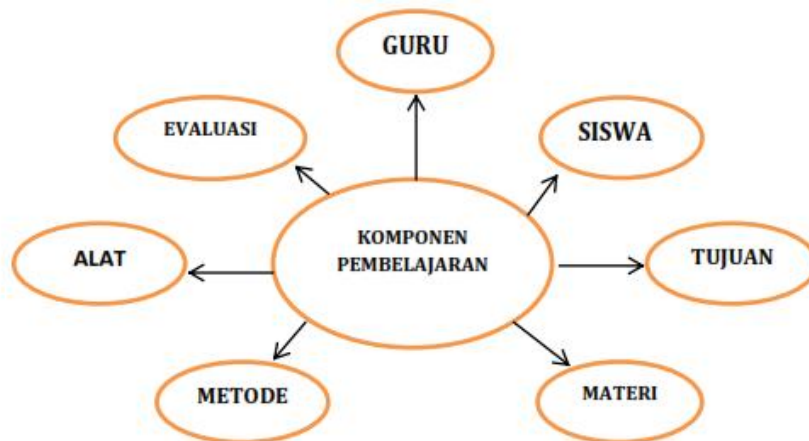 GURU
EVALUASI
SISWA
KOMPONEN
PEMBELAJARAN
ALAT
TUJUAN
METODE
MATERI